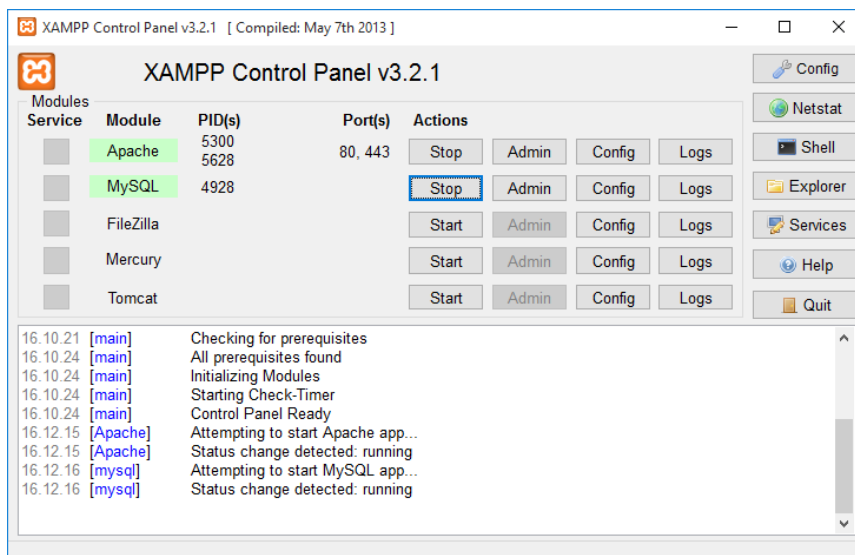 XAMPP Control Panel v3.2.1 [ Compiled: May 7th 2013 ]
XAMPP Control Panel v3.2.1
Config
Modules
Service Module PID(s) Port(s) Actions
Netstat
Apache 5300 5628 80, 443 Stop Admin Config Logs
Shell
MySQL 4928 Stop Admin Config Logs
Explorer
FileZilla Start Admin Config Logs
Services
Mercury Start Admin Config Logs
Help
Tomcat Start Admin Config Logs
Quit
16.10.21 [main] Checking for prerequisites
16.10.24 [main] All prerequisites found
16.10.24 [main] Initializing Modules
16.10.24 [main] Starting Check-Timer
16.10.24 [main] Control Panel Ready
16.12.15 [Apache] Attempting to start Apache app...
16.12.15 [Apache] Status change detected: running
16.12.16 [mysql] Attempting to start MySQL app...
16.12.16 [mysql] Status change detected: running